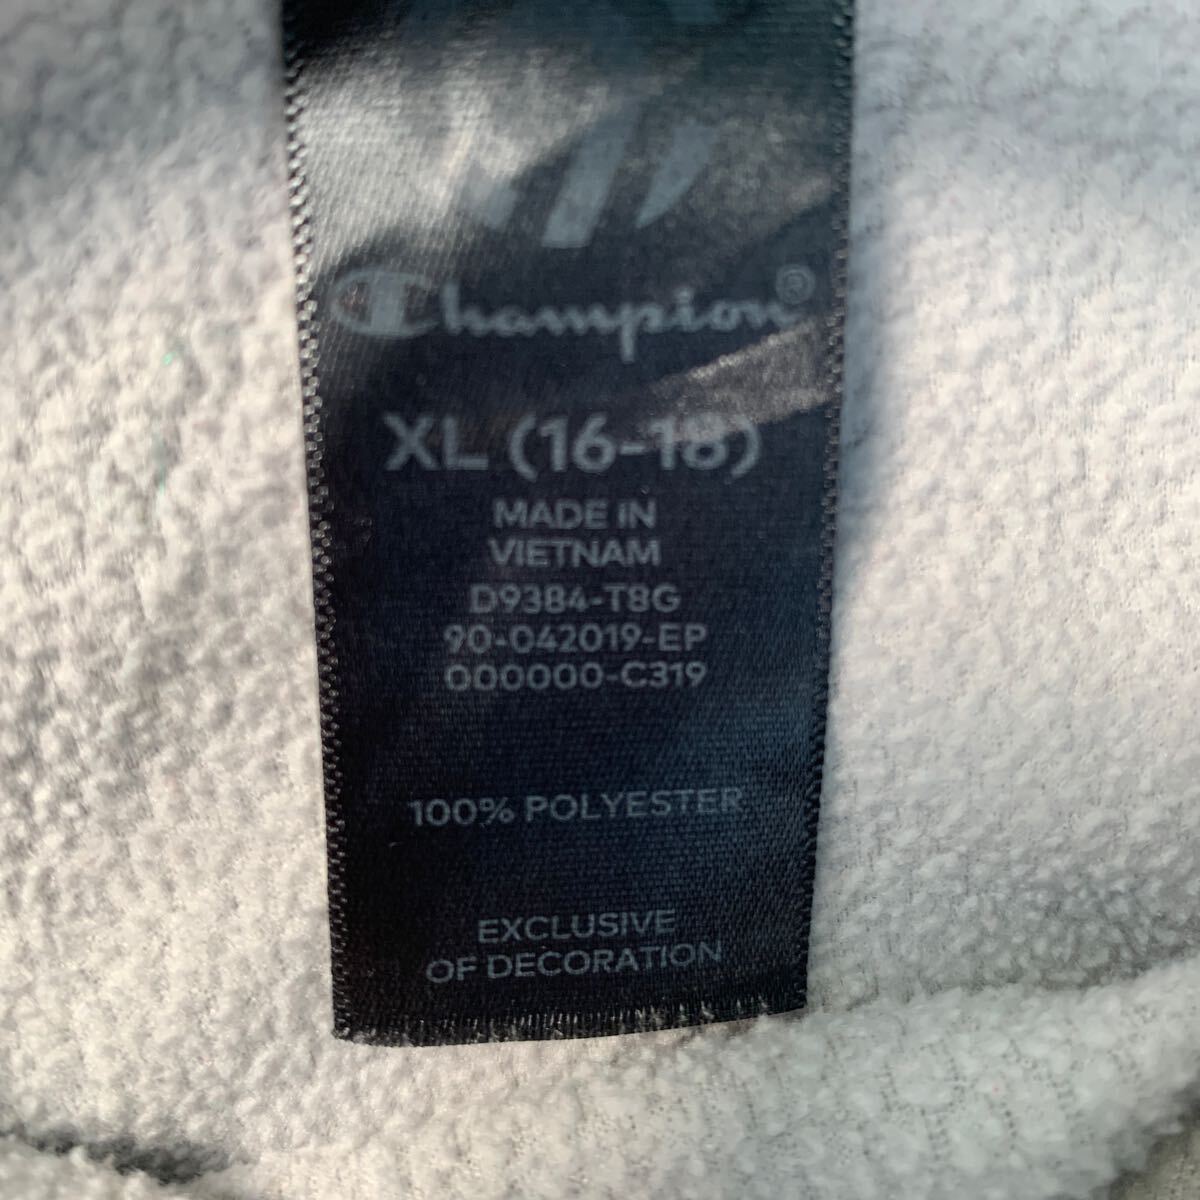 Champion®
XL (16-18)
MADE IN
VIETNAM
D9384-T8G
90-042019-EP
000000-C319
100% POLYESTER
EXCLUSIVE
OF DECORATION